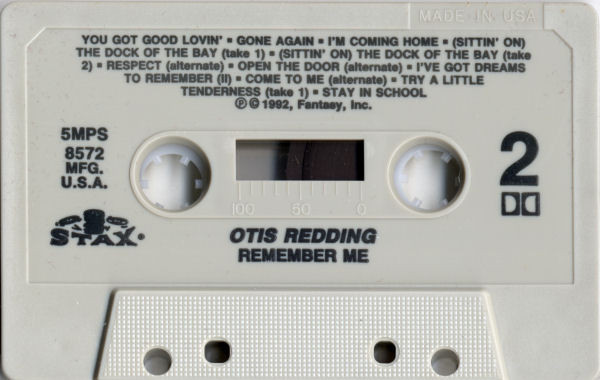 MADE IN USA
YOU GOT GOOD LOVIN' ▪ GONE AGAIN ▪ I'M COMING HOME ▪ (SITTIN' ON)
THE DOCK OF THE BAY (take 1) ▪ (SITTIN' ON) THE DOCK OF THE BAY (take
2) ▪ RESPECT (alternate) ▪ OPEN THE DOOR (alternate) ▪ I'VE GOT DREAMS
TO REMEMBER (II) ▪ COME TO ME (alternate) ▪ TRY A LITTLE
TENDERNESS (take 1) ▪ STAY IN SCHOOL
℗ © 1992, Fantasy, Inc.
5MPS
8572
MFG.
U.S.A.
2
100 50 0
STAX
OTIS REDDING
REMEMBER ME